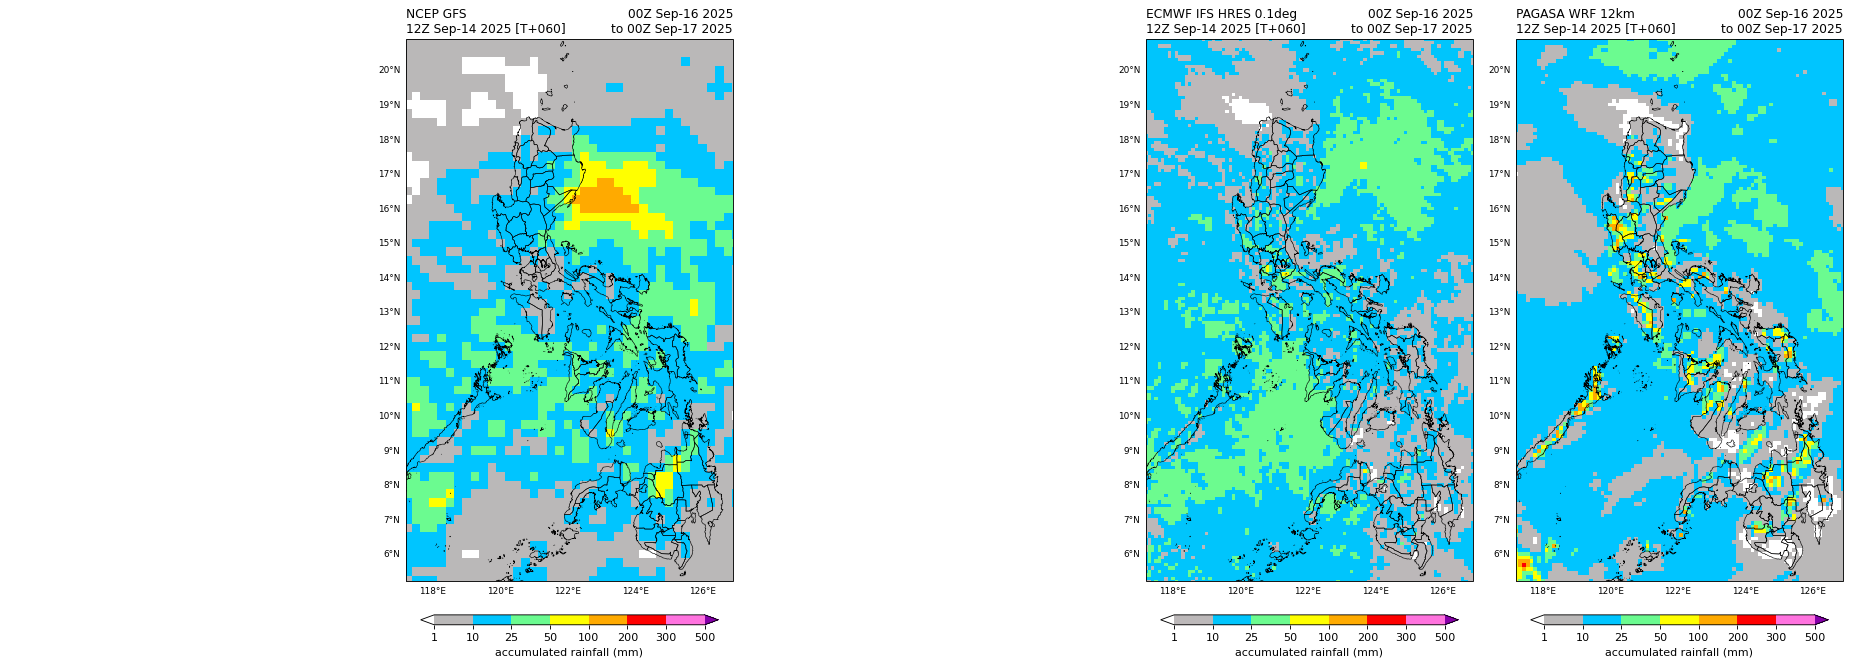 NCEP GFS 00Z Sep-16 2025
12Z Sep-14 2025 [T+060] to 00Z Sep-17 2025
20°N
19°N
18°N
17°N
16°N
15°N
14°N
13°N
12°N
11°N
10°N
9°N
8°N
7°N
6°N
118°E 120°E 122°E 124°E 126°E
1 10 25 50 100 200 300 500
accumulated rainfall (mm)
ECMWF IFS HRES 0.1deg 00Z Sep-16 2025
12Z Sep-14 2025 [T+060] to 00Z Sep-17 2025
20°N
19°N
18°N
17°N
16°N
15°N
14°N
13°N
12°N
11°N
10°N
9°N
8°N
7°N
6°N
118°E 120°E 122°E 124°E 126°E
1 10 25 50 100 200 300 500
accumulated rainfall (mm)
PAGASA WRF 12km 00Z Sep-16 2025
12Z Sep-14 2025 [T+060] to 00Z Sep-17 2025
20°N
19°N
18°N
17°N
16°N
15°N
14°N
13°N
12°N
11°N
10°N
9°N
8°N
7°N
6°N
118°E 120°E 122°E 124°E 126°E
1 10 25 50 100 200 300 500
accumulated rainfall (mm)